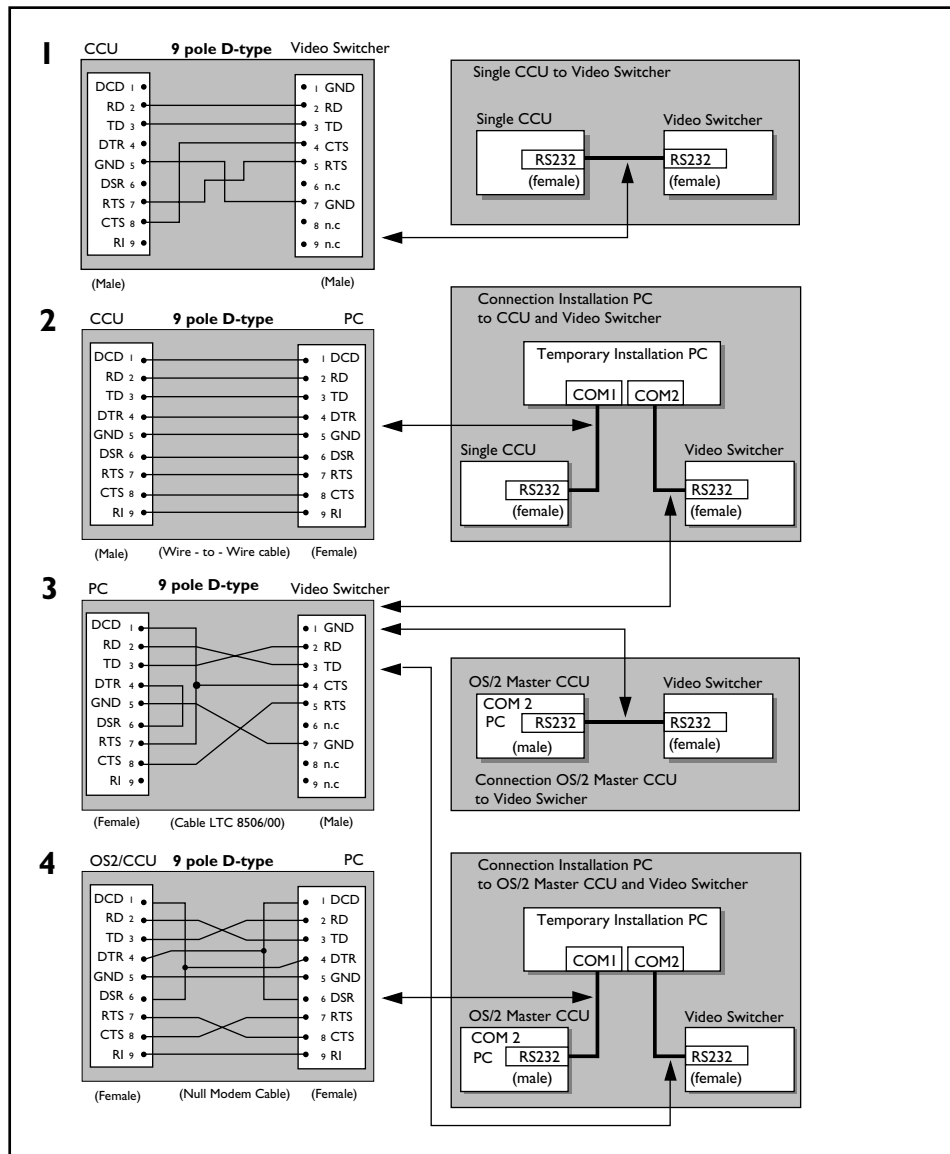 1
CCU 9 pole D-type Video Switcher
DCD 1
RD 2
TD 3
DTR 4
GND 5
DSR 6
RTS 7
CTS 8
RI 9
1 GND
2 RD
3 TD
4 CTS
5 RTS
6 n.c
7 GND
8 n.c
9 n.c
(Male) (Male)
Single CCU to Video Switcher
Single CCU Video Switcher
RS232 RS232
(female) (female)
2
CCU 9 pole D-type PC
DCD 1
RD 2
TD 3
DTR 4
GND 5
DSR 6
RTS 7
CTS 8
RI 9
1 DCD
2 RD
3 TD
4 DTR
5 GND
6 DSR
7 RTS
8 CTS
9 RI
(Male) (Wire - to - Wire cable) (Female)
Connection Installation PC
to CCU and Video Switcher
Temporary Installation PC
COM1 COM2
Single CCU Video Switcher
RS232 RS232
(female) (female)
3
PC 9 pole D-type Video Switcher
DCD 1
RD 2
TD 3
DTR 4
GND 5
DSR 6
RTS 7
CTS 8
RI 9
1 GND
2 RD
3 TD
4 CTS
5 RTS
6 n.c
7 GND
8 n.c
9 n.c
(Female) (Cable LTC 8506/00) (Male)
OS/2 Master CCU Video Switcher
COM 2
PC RS232 RS232
(male) (female)
Connection OS/2 Master CCU
to Video Swicher
4
OS2/CCU 9 pole D-type PC
DCD 1
RD 2
TD 3
DTR 4
GND 5
DSR 6
RTS 7
CTS 8
RI 9
1 DCD
2 RD
3 TD
4 DTR
5 GND
6 DSR
7 RTS
8 CTS
9 RI
(Female) (Null Modem Cable) (Female)
Connection Installation PC
to OS/2 Master CCU and Video Switcher
Temporary Installation PC
COM1 COM2
OS/2 Master CCU Video Switcher
COM 2
PC RS232 RS232
(male) (female)